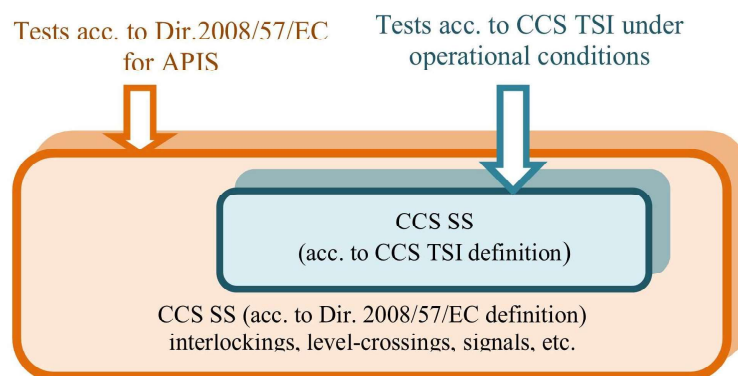 Tests acc. to Dir.2008/57/EC
for APIS
Tests acc. to CCS TSI under
operational conditions
CCS SS
(acc. to CCS TSI definition)
CCS SS (acc. to Dir. 2008/57/EC definition)
interlockings, level-crossings, signals, etc.